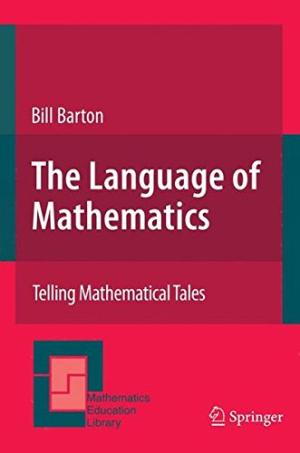 Bill Barton
The Language of
Mathematics
Telling Mathematical Tales
Mathematics
Education
Library
Springer